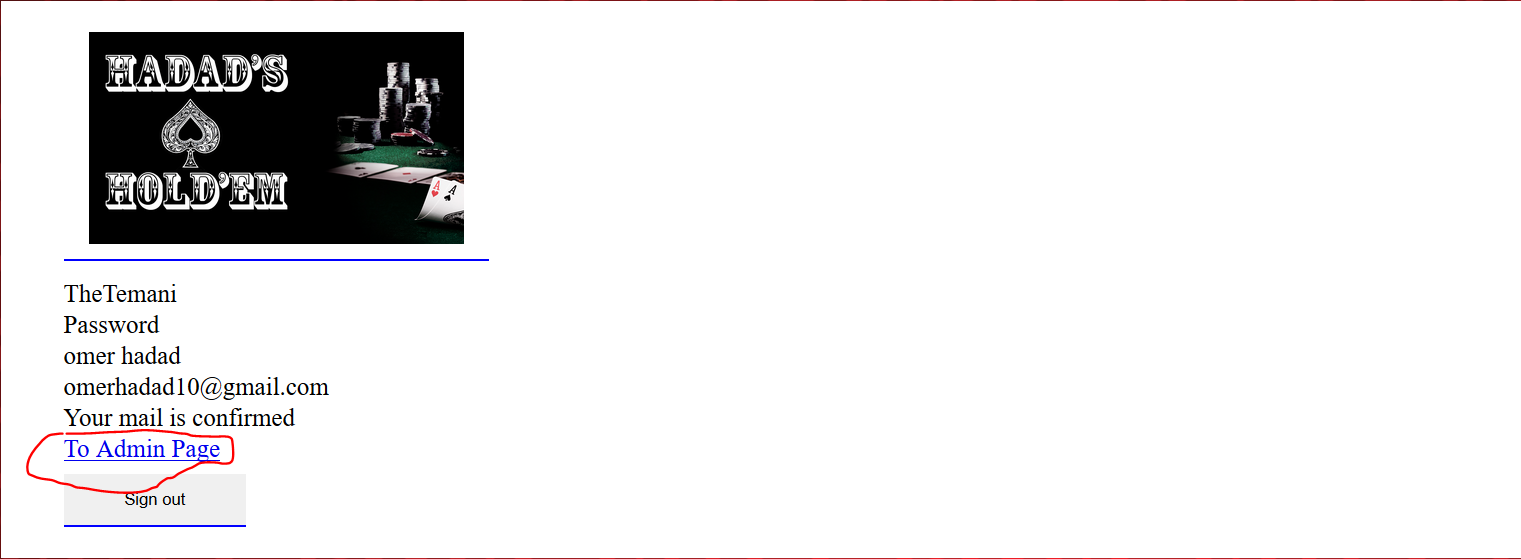 HADAD'S
HOLD'EM
A A
TheTemani
Password
omer hadad
omerhadad10@gmail.com
Your mail is confirmed
To Admin Page
Sign out